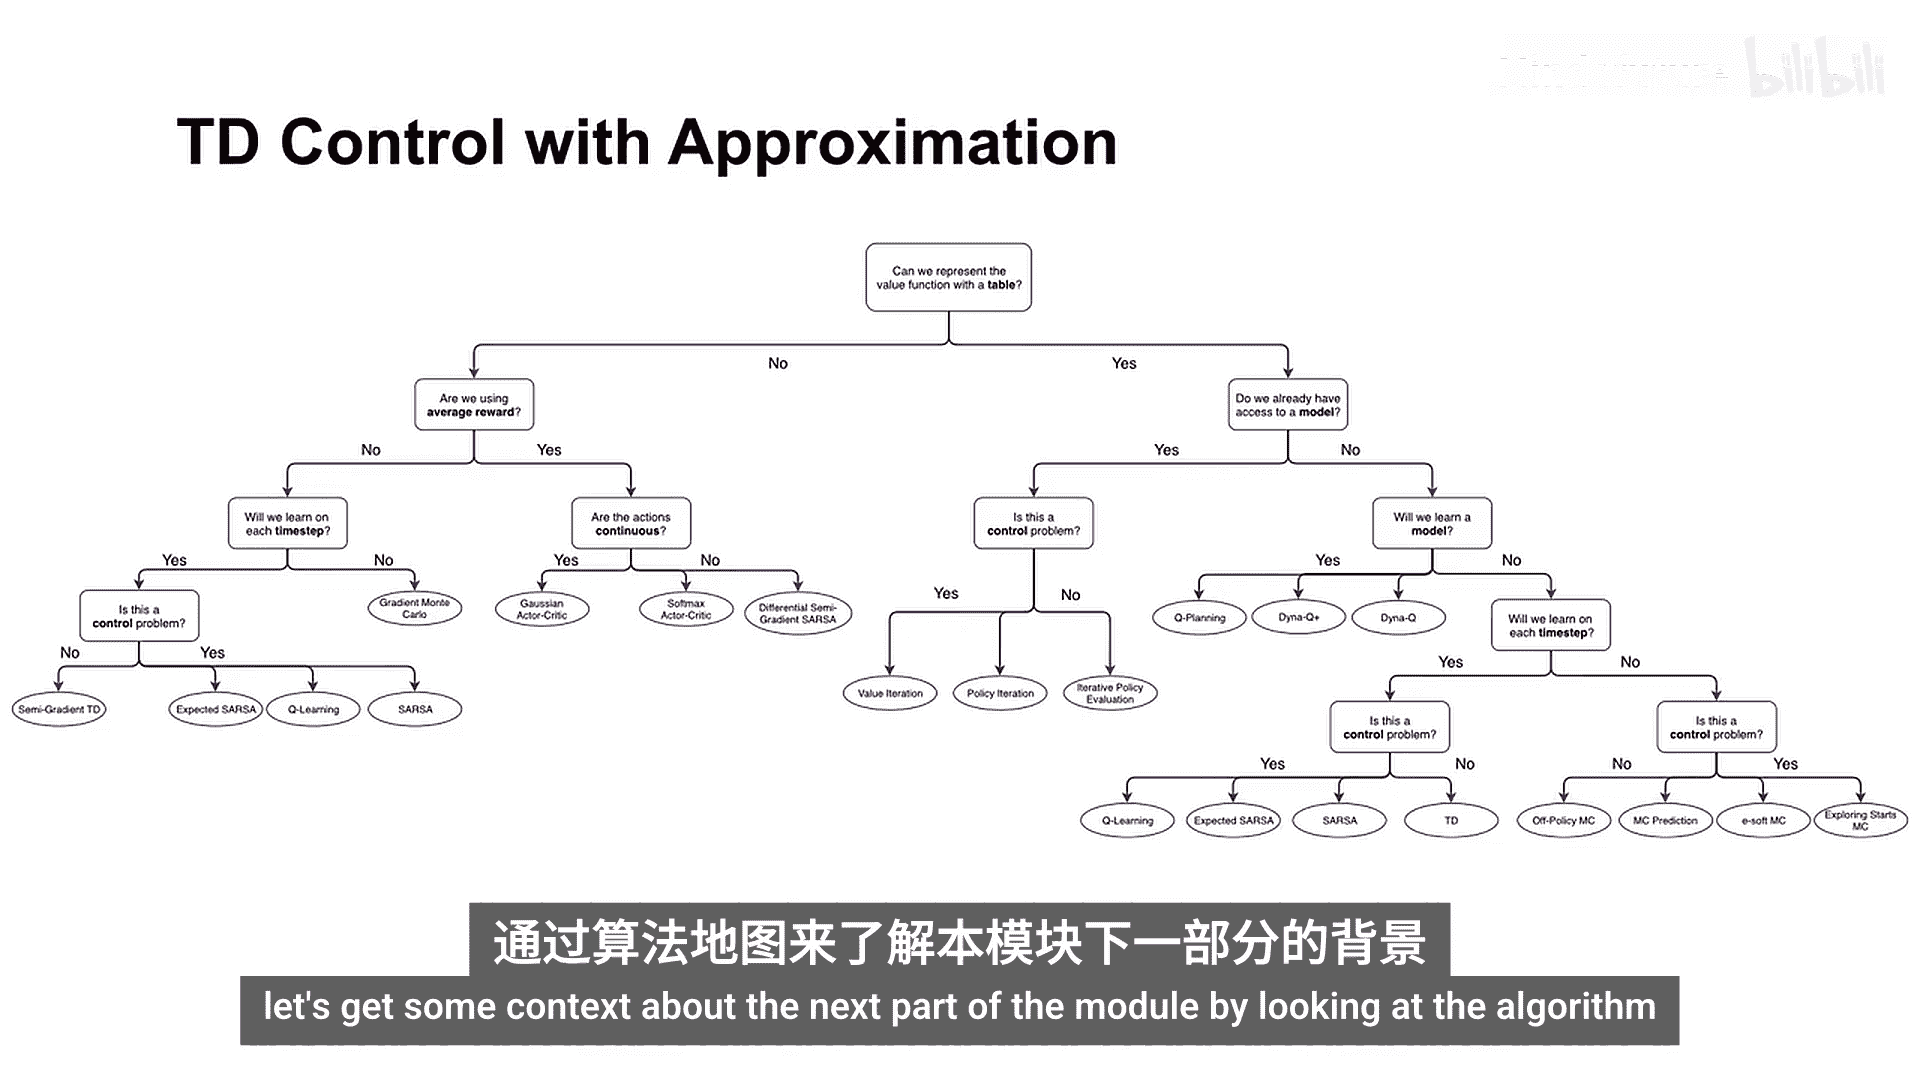 bilibili
TD Control with Approximation
Can we represent the
value function with a table?
No
Yes
Are we using
average reward?
Do we already have
access to a model?
No
Yes
Yes
No
Will we learn on
each timestep?
Are the actions
continuous?
Is this a
control problem?
Will we learn a
model?
Yes
No
Yes
No
Yes
No
Yes
No
Is this a
control problem?
Gradient Monte
Carlo
Gaussian
Actor-Critic
Softmax
Actor-Critic
Differential Semi-
Gradient SARSA
Q-Planning
Dyna-Q+
Dyna-Q
Will we learn on
each timestep?
No
Yes
Yes
No
Semi-Gradient TD
Expected SARSA
Q-Learning
SARSA
Value Iteration
Policy Iteration
Iterative Policy
Evaluation
Is this a
control problem?
Is this a
control problem?
Yes
No
No
Yes
Q-Learning
Expected SARSA
SARSA
TD
Off-Policy MC
MC Prediction
e-soft MC
Exploring Starts
MC
通过算法地图来了解本模块下一部分的背景
let's get some context about the next part of the module by looking at the algorithm